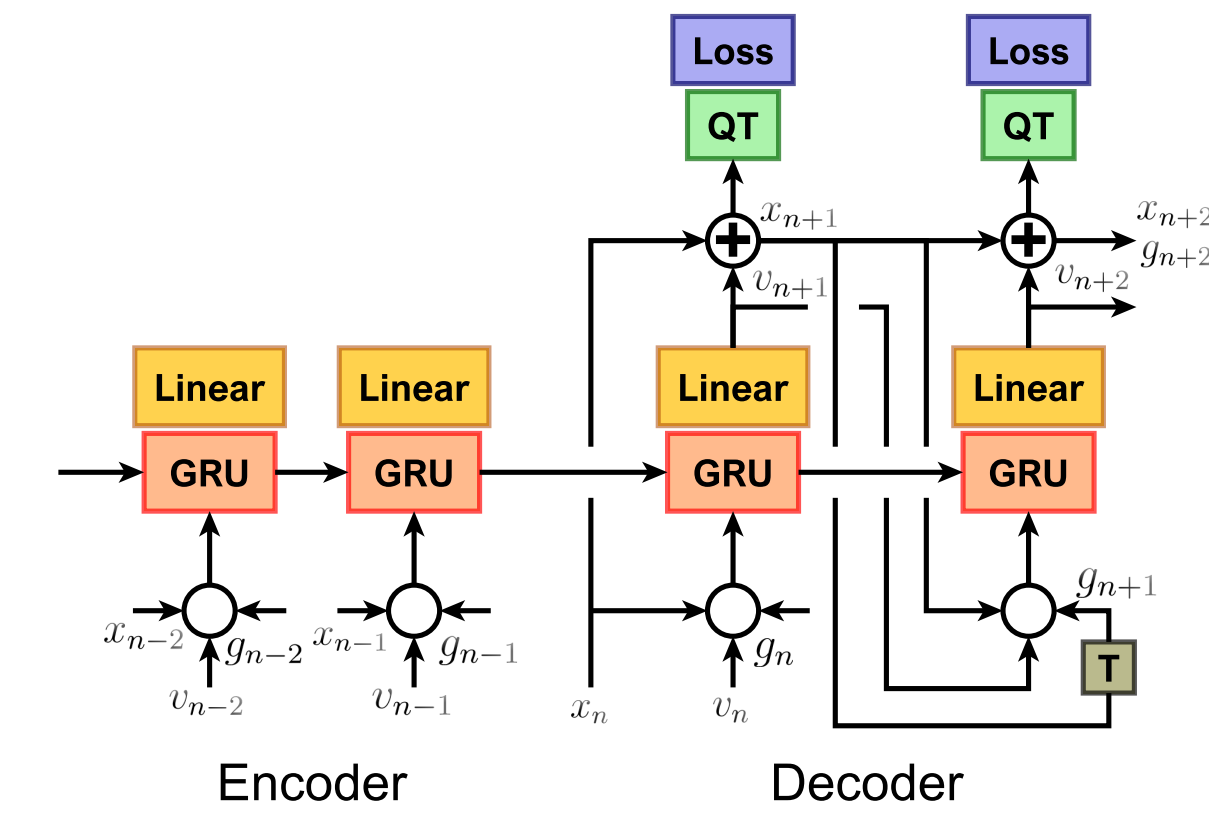 Loss Loss
QT QT
x_{n+1} x_{n+2}
g_{n+2}
v_{n+1} v_{n+2}
Linear Linear Linear Linear
GRU GRU GRU GRU
g_{n+1}
x_{n-2} g_{n-2} x_{n-1} g_{n-1} g_n T
v_{n-2} v_{n-1} x_n v_n
Encoder Decoder